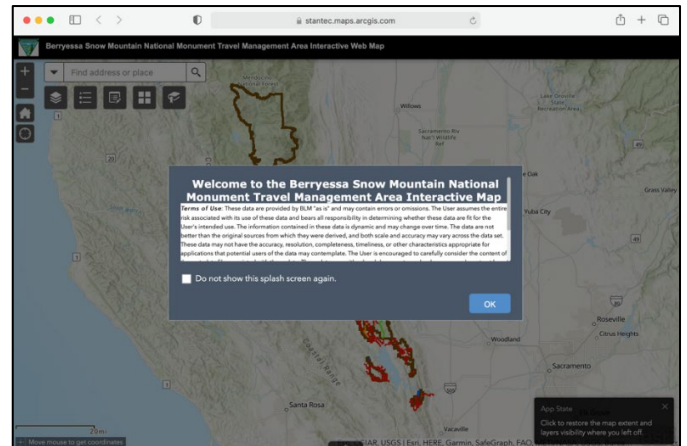 stantec.maps.arcgis.com
Berryessa Snow Mountain National Monument Travel Management Area Interactive Web Map
Find address or place
Willows
Yuba City
Grass Valley
Welcome to the Berryessa Snow Mountain National
Monument Travel Management Area Interactive Map
Terms of Use: These data are provided by BLM "as is" and may contain errors or omissions. The User assumes the entire
risk associated with its use of these data and bears all responsibility in determining whether these data are fit for the
User's intended use. The information contained in these data is dynamic and may change over time. The data are not
better than the original sources from which they were derived, and both scale and accuracy may vary across the data set.
These data may not have the accuracy, resolution, completeness, timeliness, or other characteristics appropriate for
applications that potential users of the data may contemplate. The User is encouraged to carefully consider the content of
Do not show this splash screen again.
OK
Roseville
Citrus Heights
Woodland
Sacramento
Santa Rosa
Vacaville
App State
Click to restore the map extent and
layers visibility where you left off.
20mi
Move mouse to get coordinates
USGS | Esri, HERE, Garmin, SafeGraph, FAO,